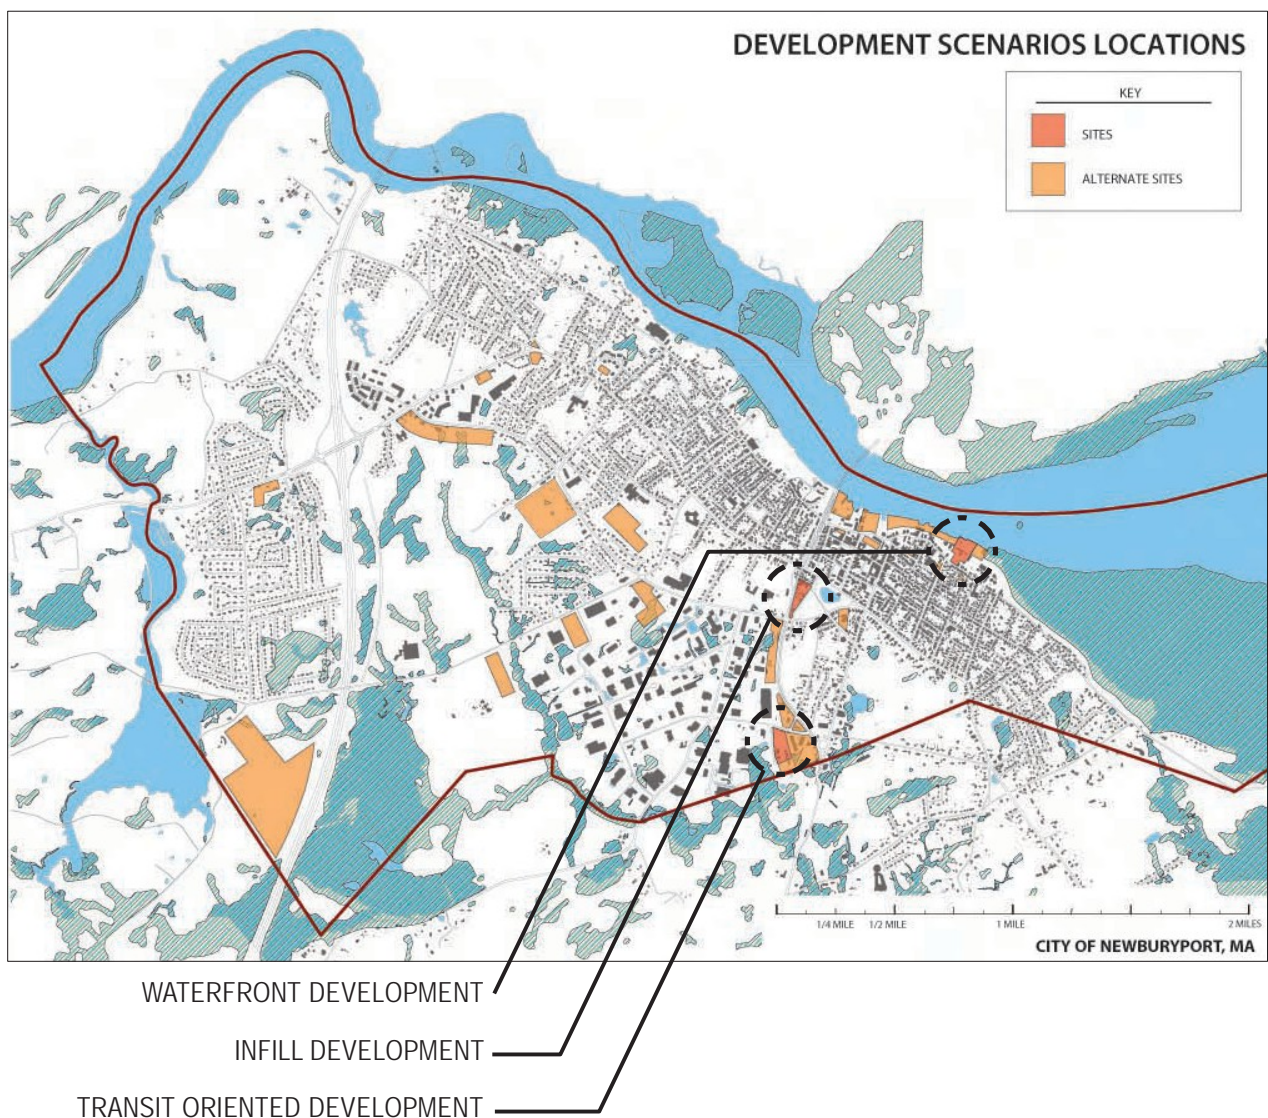 DEVELOPMENT SCENARIOS LOCATIONS
KEY
SITES
ALTERNATE SITES
1/4 MILE 1/2 MILE 1 MILE 2 MILES
CITY OF NEWBURYPORT, MA
WATERFRONT DEVELOPMENT
INFILL DEVELOPMENT
TRANSIT ORIENTED DEVELOPMENT